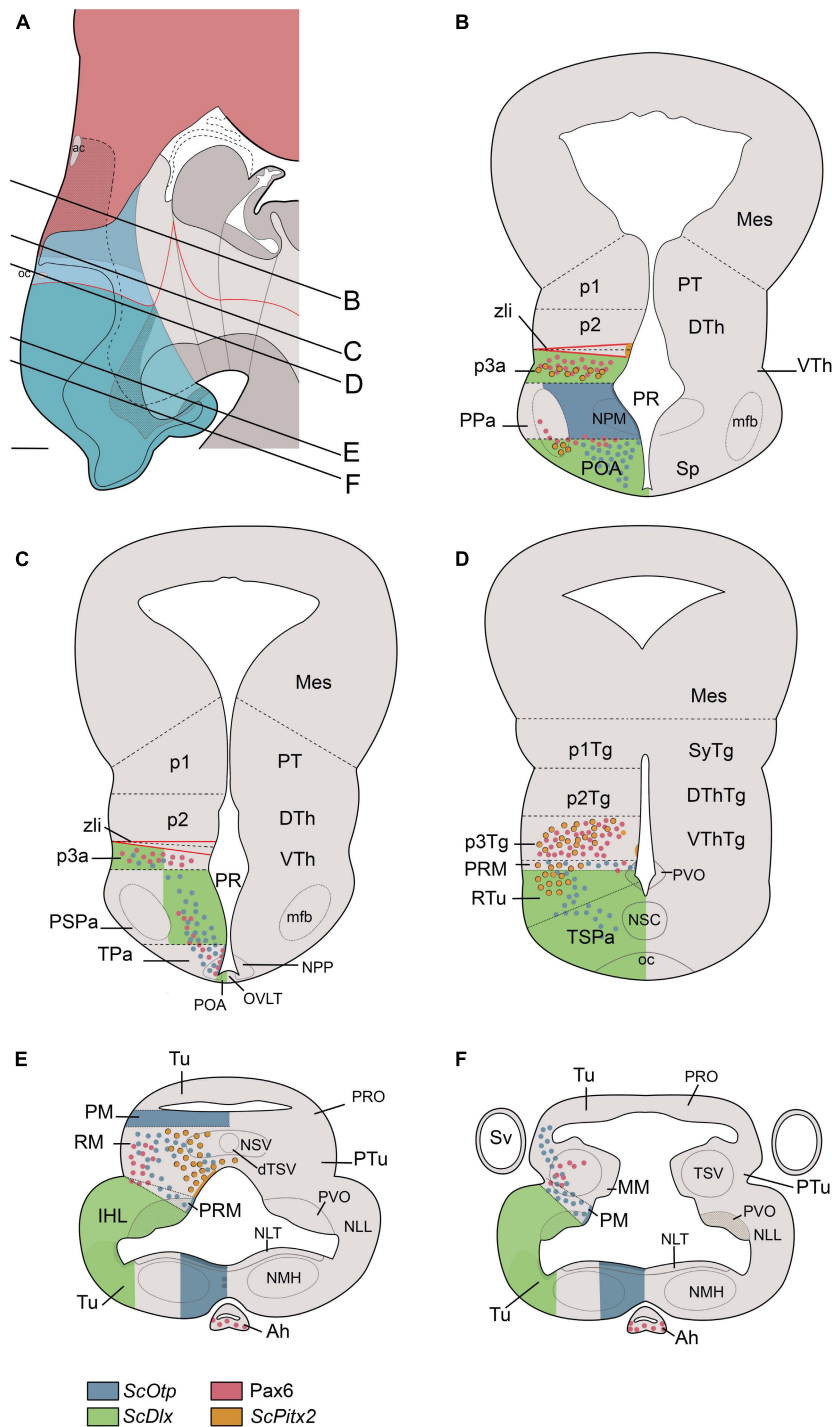 A
ac
oc
B
C
D
E
F
B
Mes
p1
PT
p2
DTh
zli
p3a
VTh
PR
PPa
NPM
mfb
POA
Sp
C
Mes
p1
PT
p2
DTh
zli
p3a
VTh
PR
PSPa
mfb
TPa
NPP
POA
OVLT
D
Mes
p1Tg
SyTg
p2Tg
DThTg
p3Tg
VThTg
PRM
PVO
RTu
NSC
TSPa
oc
E
Tu
PM
PRO
RM
NSV
dTSV
PTu
PRM
PVO
IHL
NLL
NLT
Tu
NMH
Ah
F
Tu
PRO
Sv
TSV
MM
PTu
PM
PVO
NLL
NLT
Tu
NMH
Ah
ScOtp Pax6
ScDlx ScPitx2